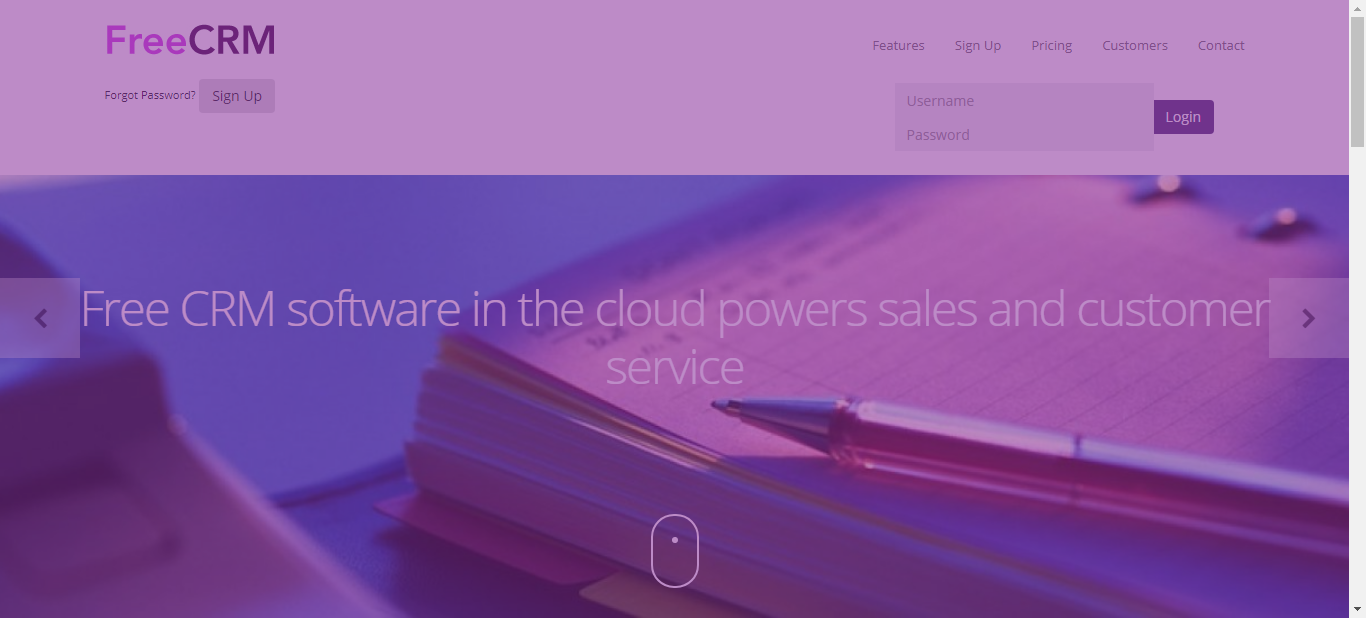 FreeCRM
Features Sign Up Pricing Customers Contact
Forgot Password? Sign Up
Username
Password
Login
Free CRM software in the cloud powers sales and customer
service